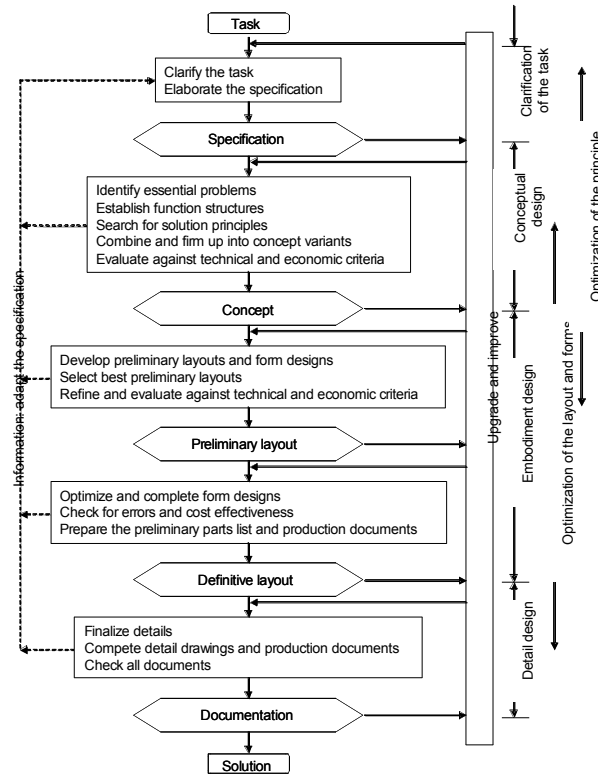 Task
Clarify the task
Elaborate the specification
Specification
Identify essential problems
Establish function structures
Search for solution principles
Combine and firm up into concept variants
Evaluate against technical and economic criteria
Concept
Develop preliminary layouts and form designs
Select best preliminary layouts
Refine and evaluate against technical and economic criteria
Preliminary layout
Optimize and complete form designs
Check for errors and cost effectiveness
Prepare the preliminary parts list and production documents
Definitive layout
Finalize details
Compete detail drawings and production documents
Check all documents
Documentation
Solution
Information: adapt the specification
Upgrade and improve
Clarification
of the task
Conceptual
design
Embodiment design
Detail design
Optimization of the principle
Optimization of the layout and forms